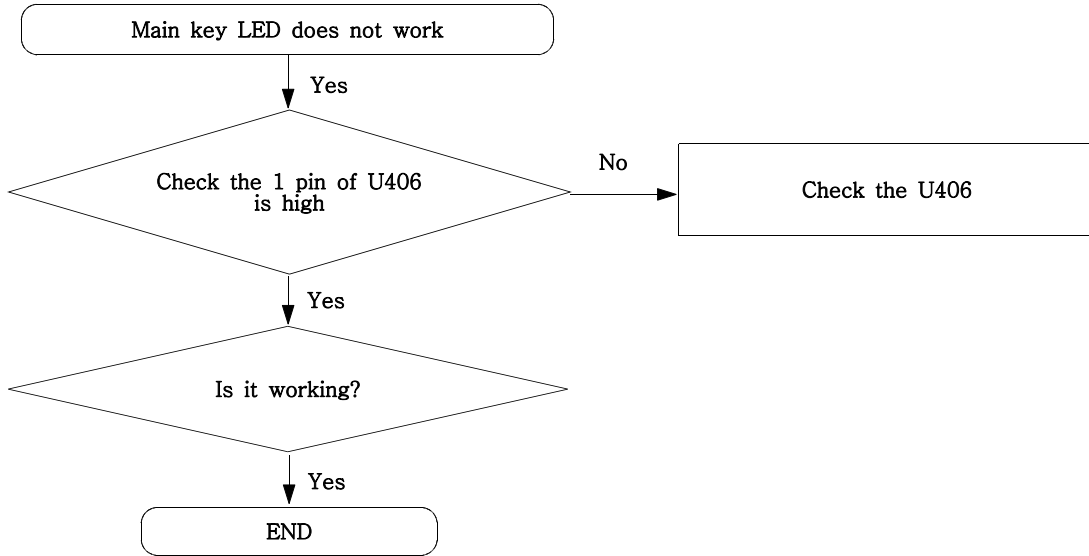 Main key LED does not work
Yes
Check the 1 pin of U406
is high
No
Check the U406
Yes
Is it working?
Yes
END